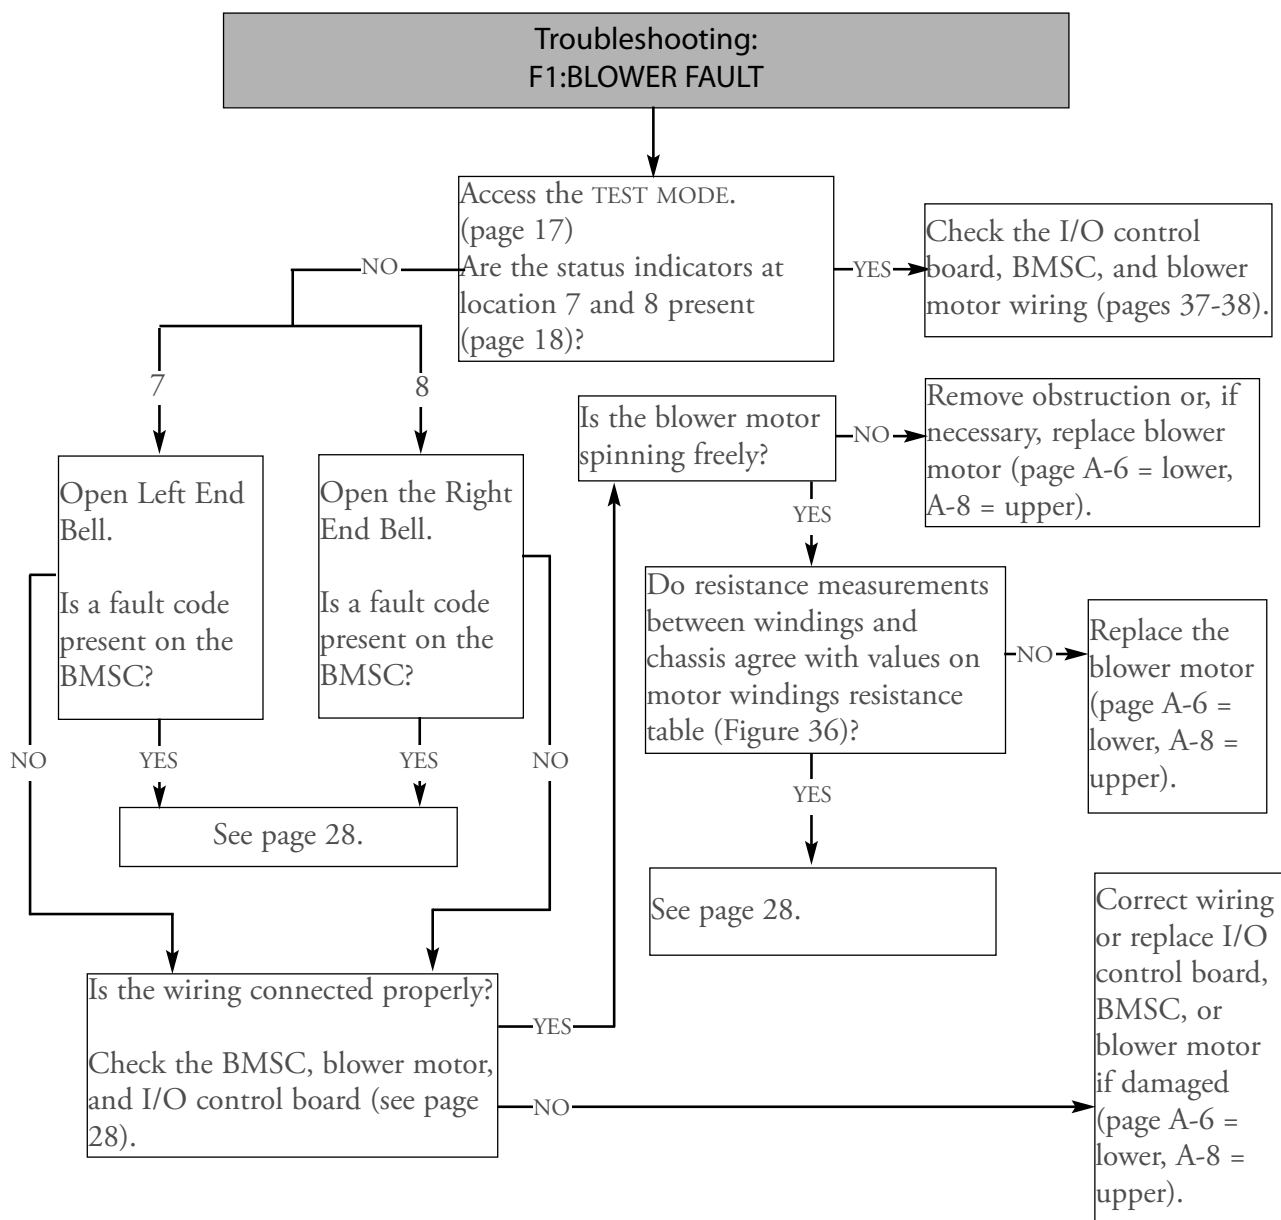 Troubleshooting:
F1:BLOWER FAULT
Access the TEST MODE.
(page 17)
Are the status indicators at
location 7 and 8 present
(page 18)?
NO
YES
Check the I/O control
board, BMSC, and blower
motor wiring (pages 37-38).
7
8
Open Left End
Bell.
Is a fault code
present on the
BMSC?
Open the Right
End Bell.
Is a fault code
present on the
BMSC?
NO
YES
YES
NO
See page 28.
Is the wiring connected properly?
Check the BMSC, blower motor,
and I/O control board (see page
28).
YES
NO
Is the blower motor
spinning freely?
NO
Remove obstruction or, if
necessary, replace blower
motor (page A-6 = lower,
A-8 = upper).
YES
Do resistance measurements
between windings and
chassis agree with values on
motor windings resistance
table (Figure 36)?
NO
Replace the
blower motor
(page A-6 =
lower, A-8 =
upper).
YES
See page 28.
Correct wiring
or replace I/O
control board,
BMSC, or
blower motor
if damaged
(page A-6 =
lower, A-8 =
upper).